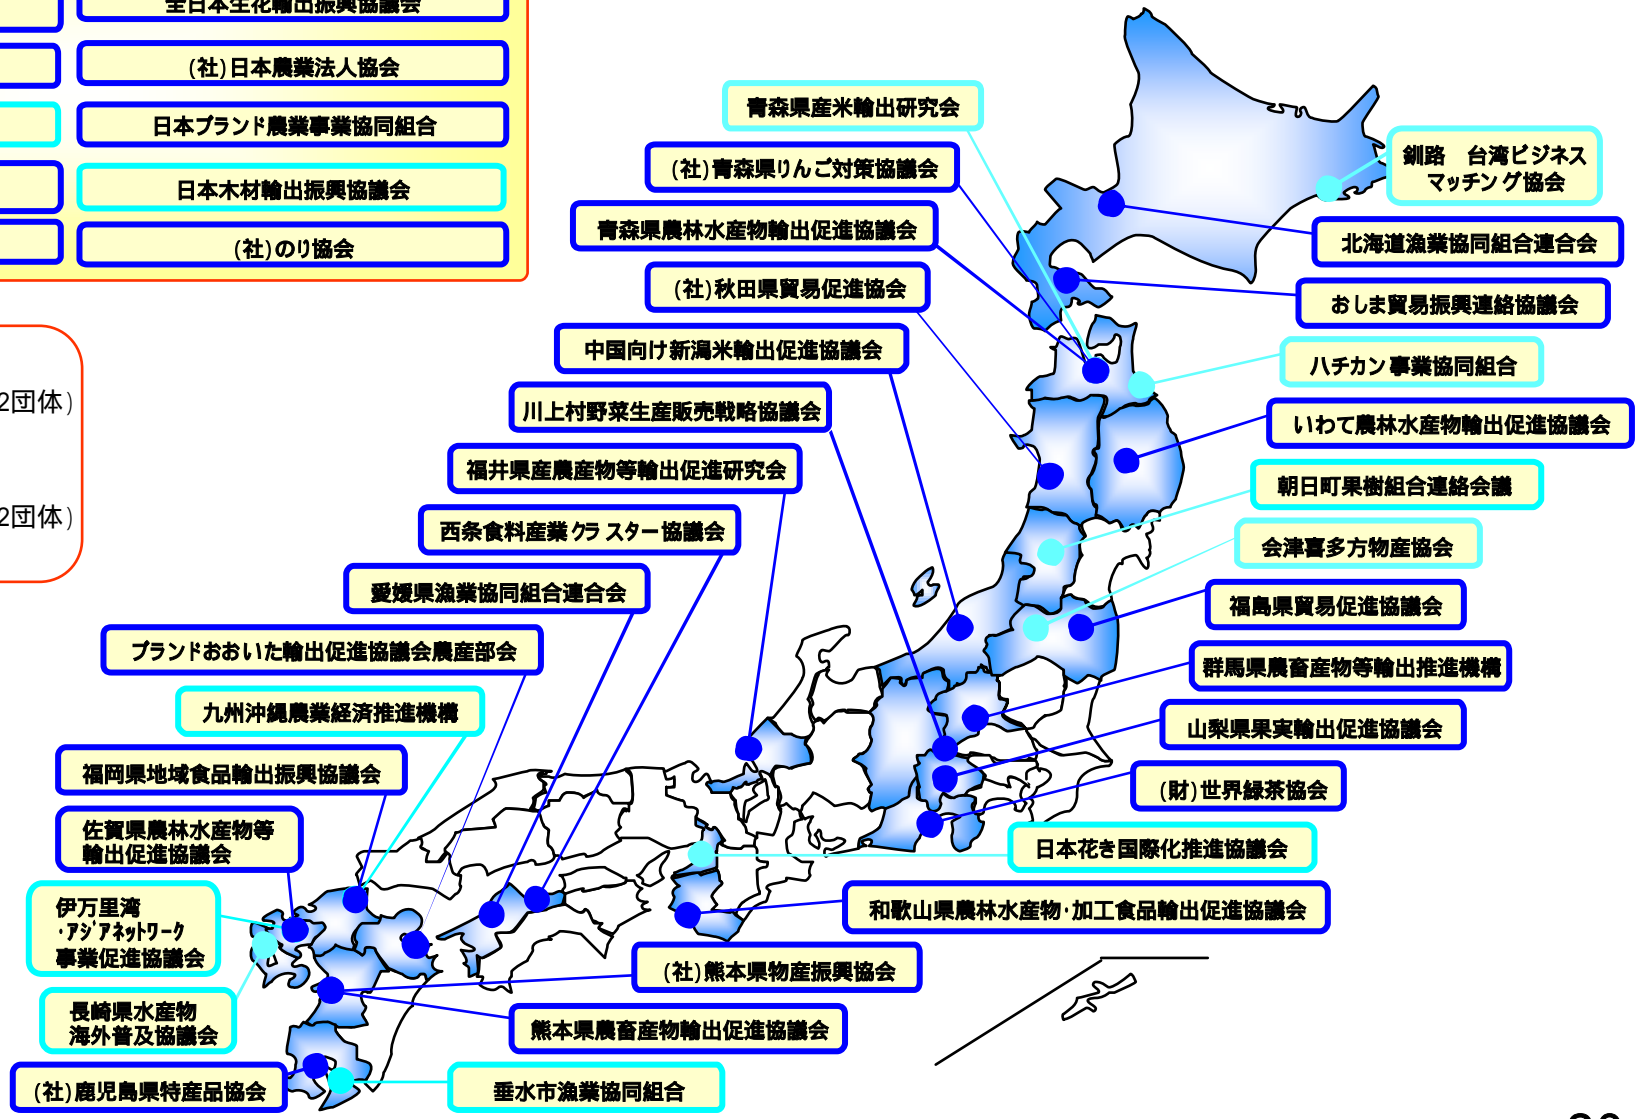 全日本生花輸出振興協議会
(社)日本農業法人協会
日本ブランド農業事業協同組合
日本木材輸出振興協議会
(社)のり協会
2団体)
2団体)
青森県産米輸出研究会
(社)青森県りんご対策協議会
青森県農林水産物輸出促進協議会
(社)秋田県貿易促進協会
中国向け新潟米輸出促進協議会
川上村野菜生産販売戦略協議会
福井県産農産物等輸出促進研究会
西条食料産業クラスター協議会
愛媛県漁業協同組合連合会
ブランドおおいた輸出促進協議会農産部会
九州沖縄農業経済推進機構
福岡県地域食品輸出振興協議会
佐賀県農林水産物等
輸出促進協議会
伊万里湾
・アジアネットワーク
事業促進協議会
長崎県水産物
海外普及協議会
(社)鹿児島県特産品協会
釧路　台湾ビジネス
マッチング協会
北海道漁業協同組合連合会
おしま貿易振興連絡協議会
ハチカン事業協同組合
いわて農林水産物輸出促進協議会
朝日町果樹組合連絡会議
会津喜多方物産協会
福島県貿易促進協議会
群馬県農畜産物等輸出推進機構
山梨県果実輸出促進協議会
(財)世界緑茶協会
日本花き国際化推進協議会
和歌山県農林水産物・加工食品輸出促進協議会
(社)熊本県物産振興協会
熊本県農畜産物輸出促進協議会
垂水市漁業協同組合